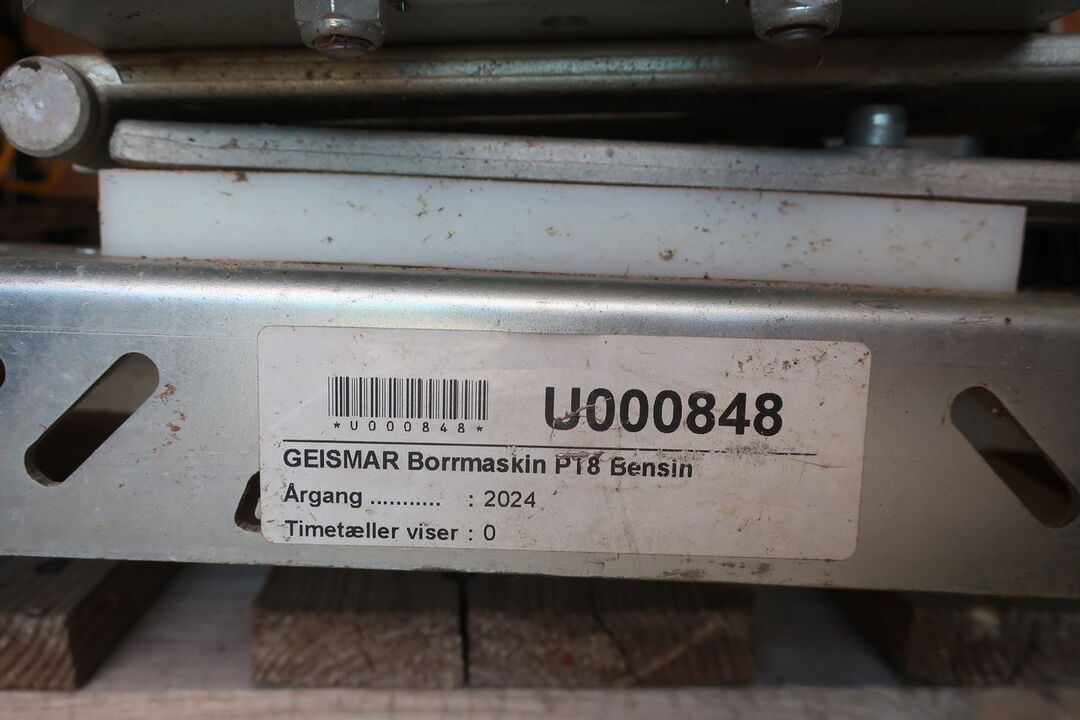 U000848
*U000848*
GEISMAR Borrmaskin PT8 Bensin
Årgang ........... : 2024
Timetæller viser : 0